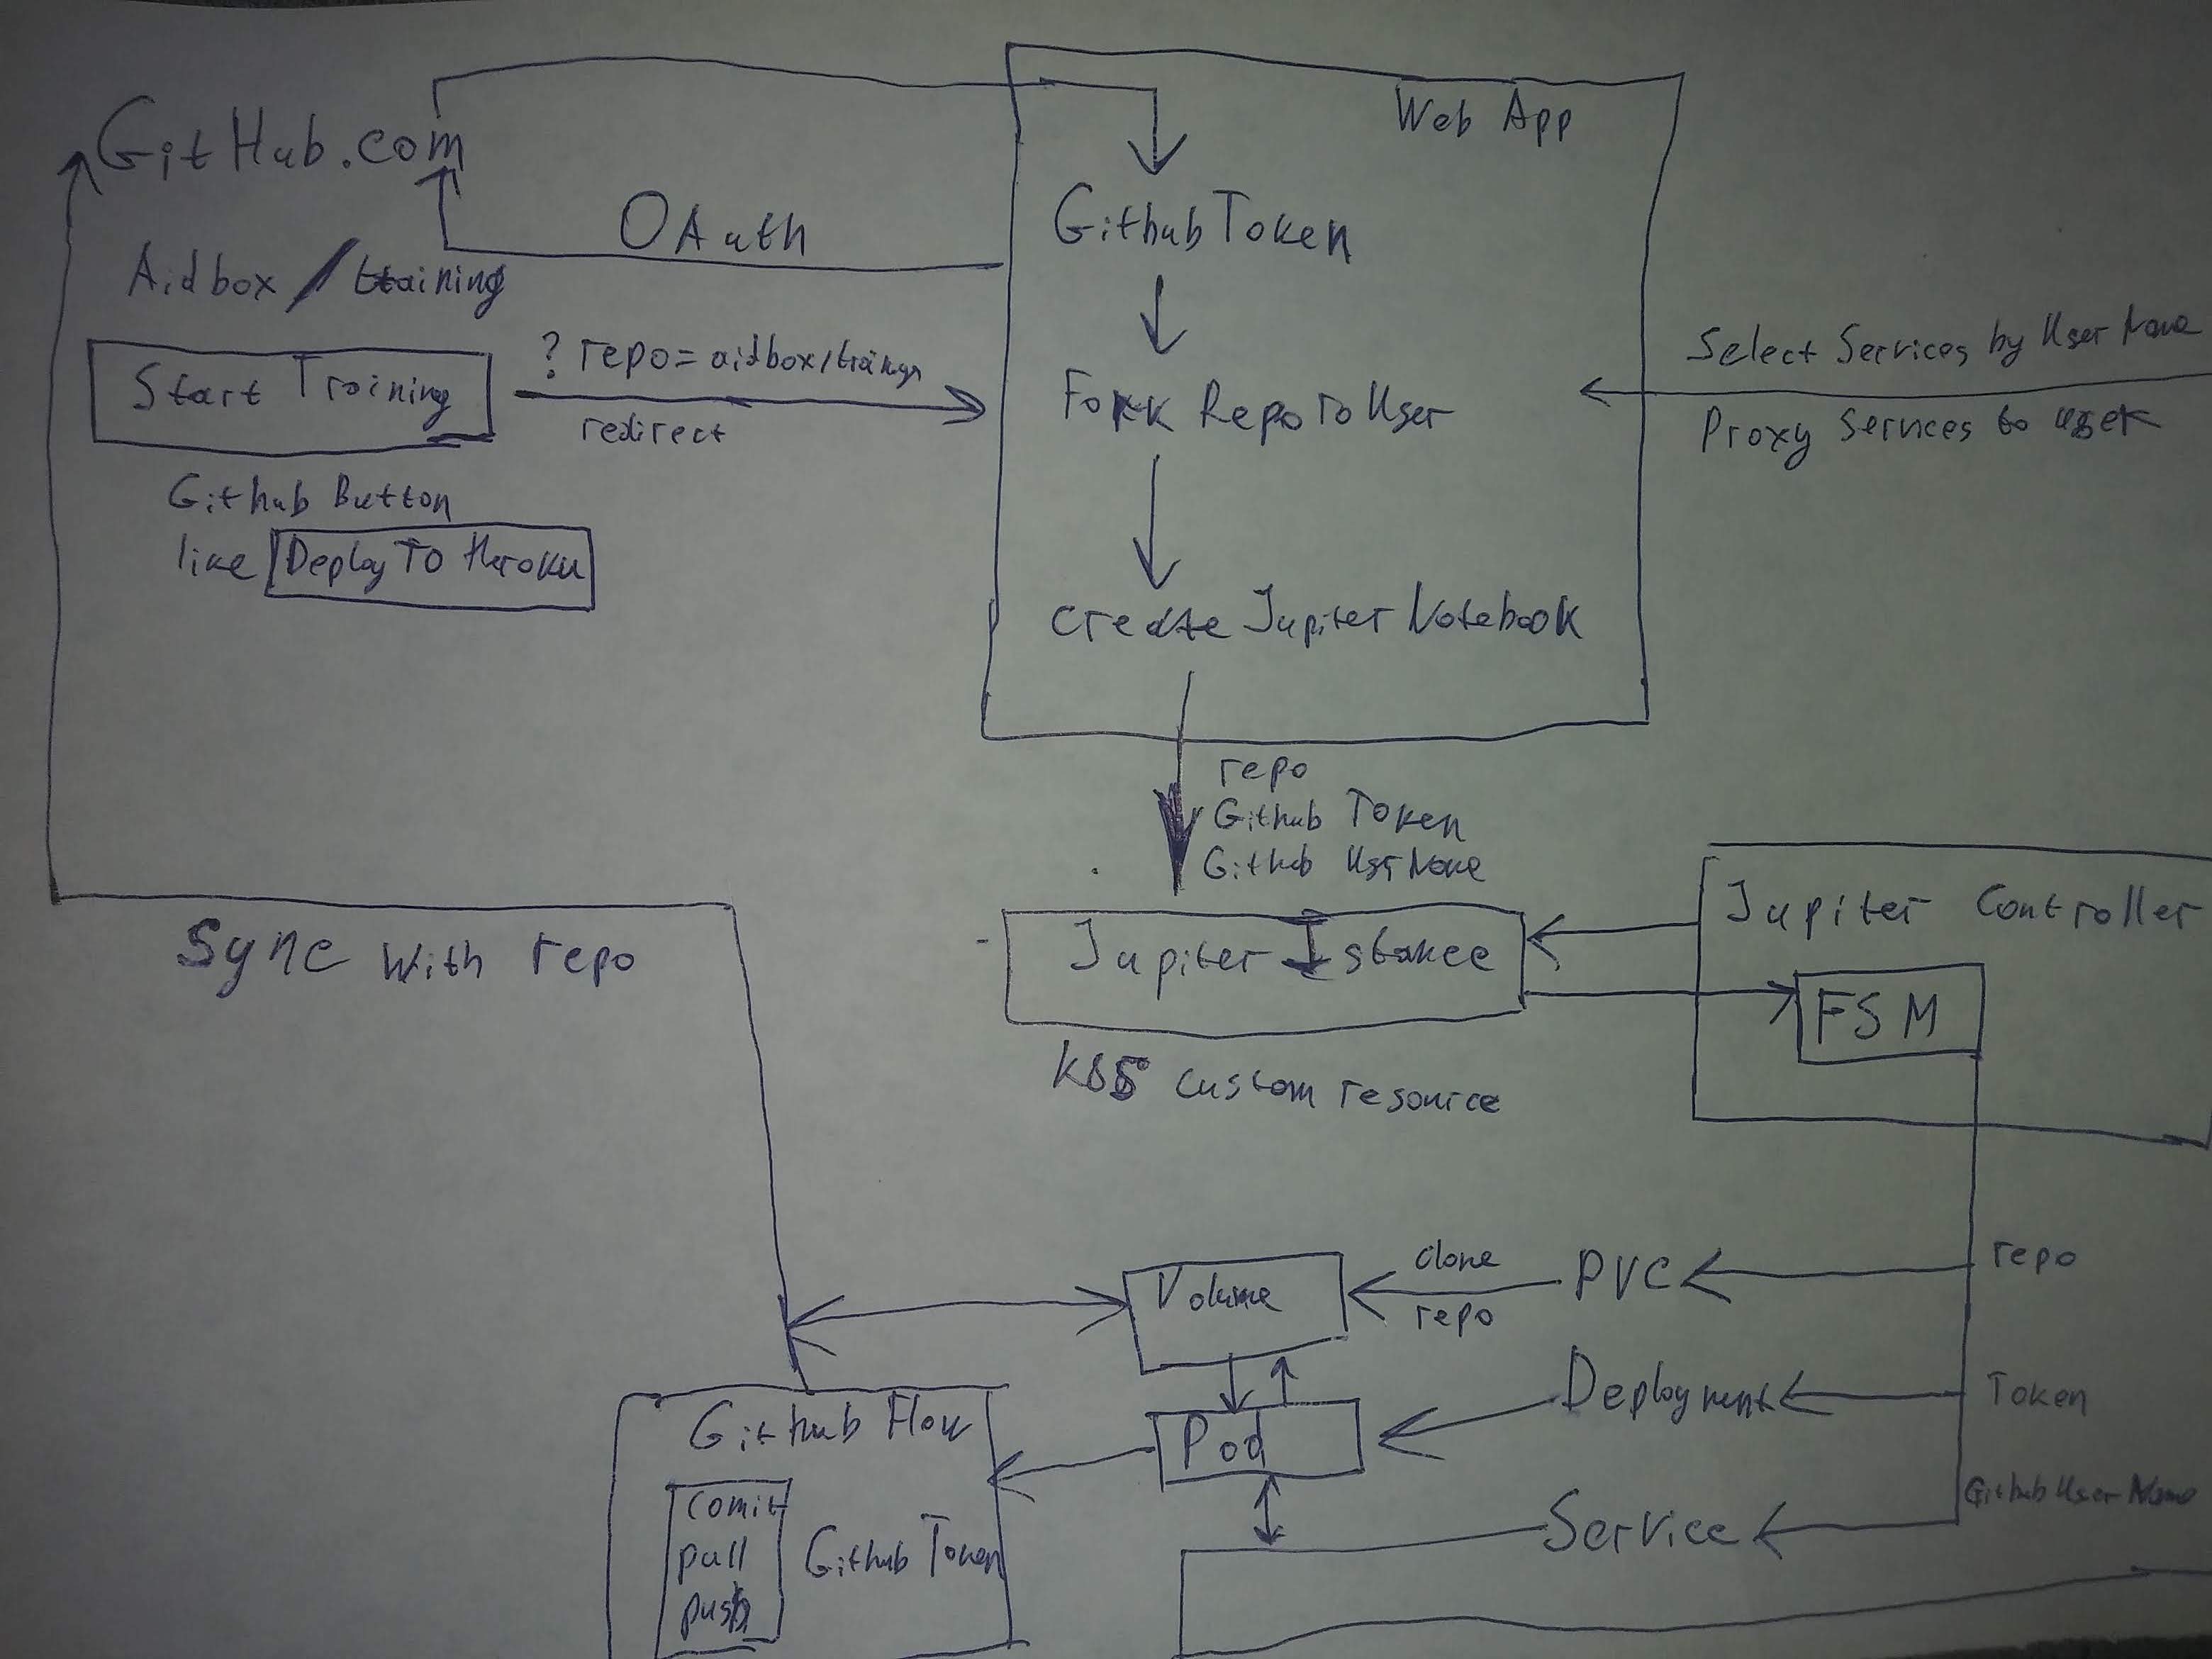 GitHub.com
Aidbox / training
Start Training
Github Button
like Deploy To Heroku
OAuth
? repo=aidbox/
redirect
Web App
Github Token
Fork Repo To User
create Jupiter Notebook
Select Services by User Name
Proxy Services to user
repo
Github Token
Github UserName
Jupiter Istance
K8S custom resource
Jupiter Controller
FSM
Sync with repo
repo
Token
Github User Name
PVC
clone
repo
Volume
Deployment
Pod
Service
Github Flow
comit
pull
push
Github Token